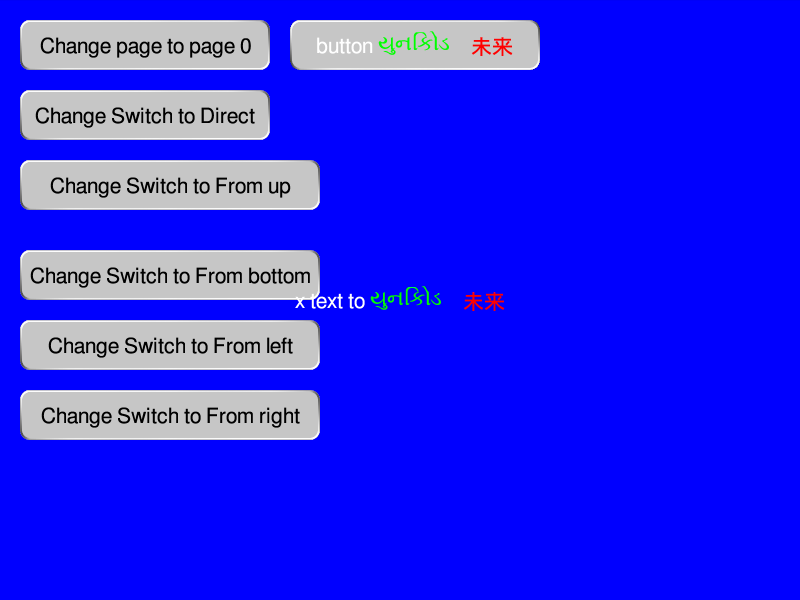 Change page to page 0
button યુનિકોડ 未来
Change Switch to Direct
Change Switch to From up
Change Switch to From bottom
x text to યુનિકોડ 未来
Change Switch to From left
Change Switch to From right